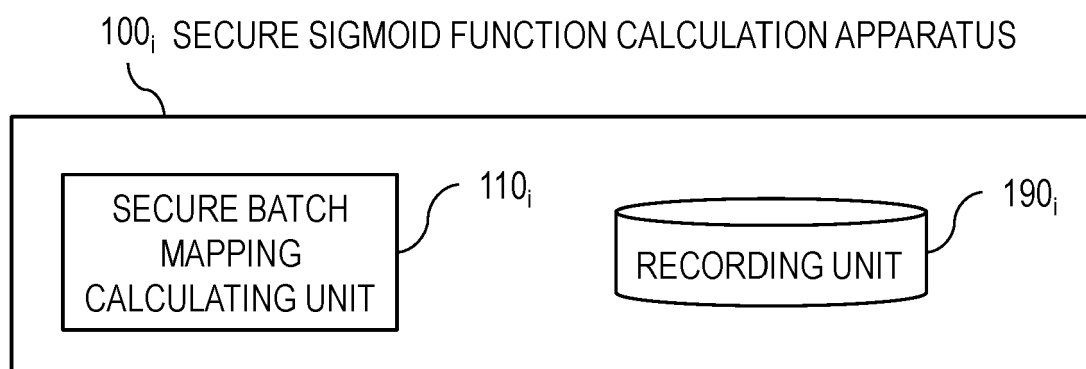 100i SECURE SIGMOID FUNCTION CALCULATION APPARATUS
SECURE BATCH
MAPPING
CALCULATING UNIT
110i
RECORDING UNIT
190i